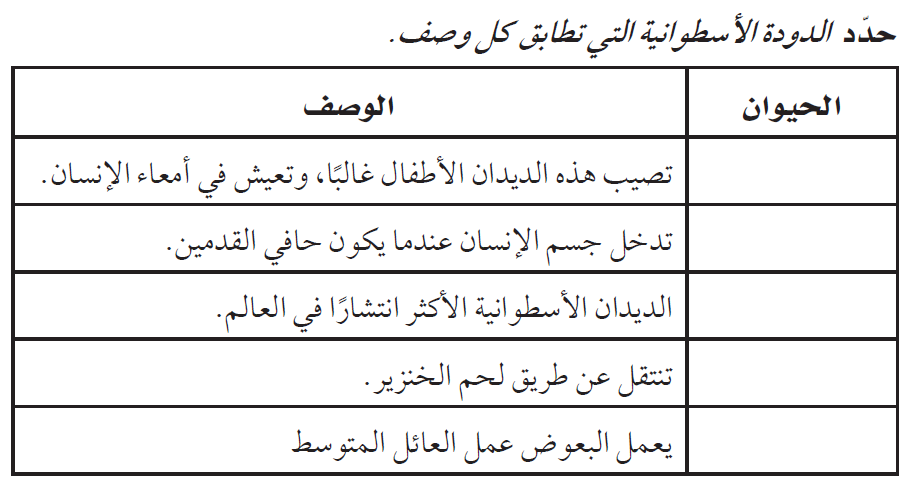 حدّد الدودة الأسطوانية التي تطابق كل وصف.
الحيوان الوصف
تصيب هذه الديدان الأطفال غالبًا، وتعيش في أمعاء الإنسان.
تدخل جسم الإنسان عندما يكون حافي القدمين.
الديدان الأسطوانية الأكثر انتشارًا في العالم.
تنتقل عن طريق لحم الخنزير.
يعمل البعوض عمل العائل المتوسط